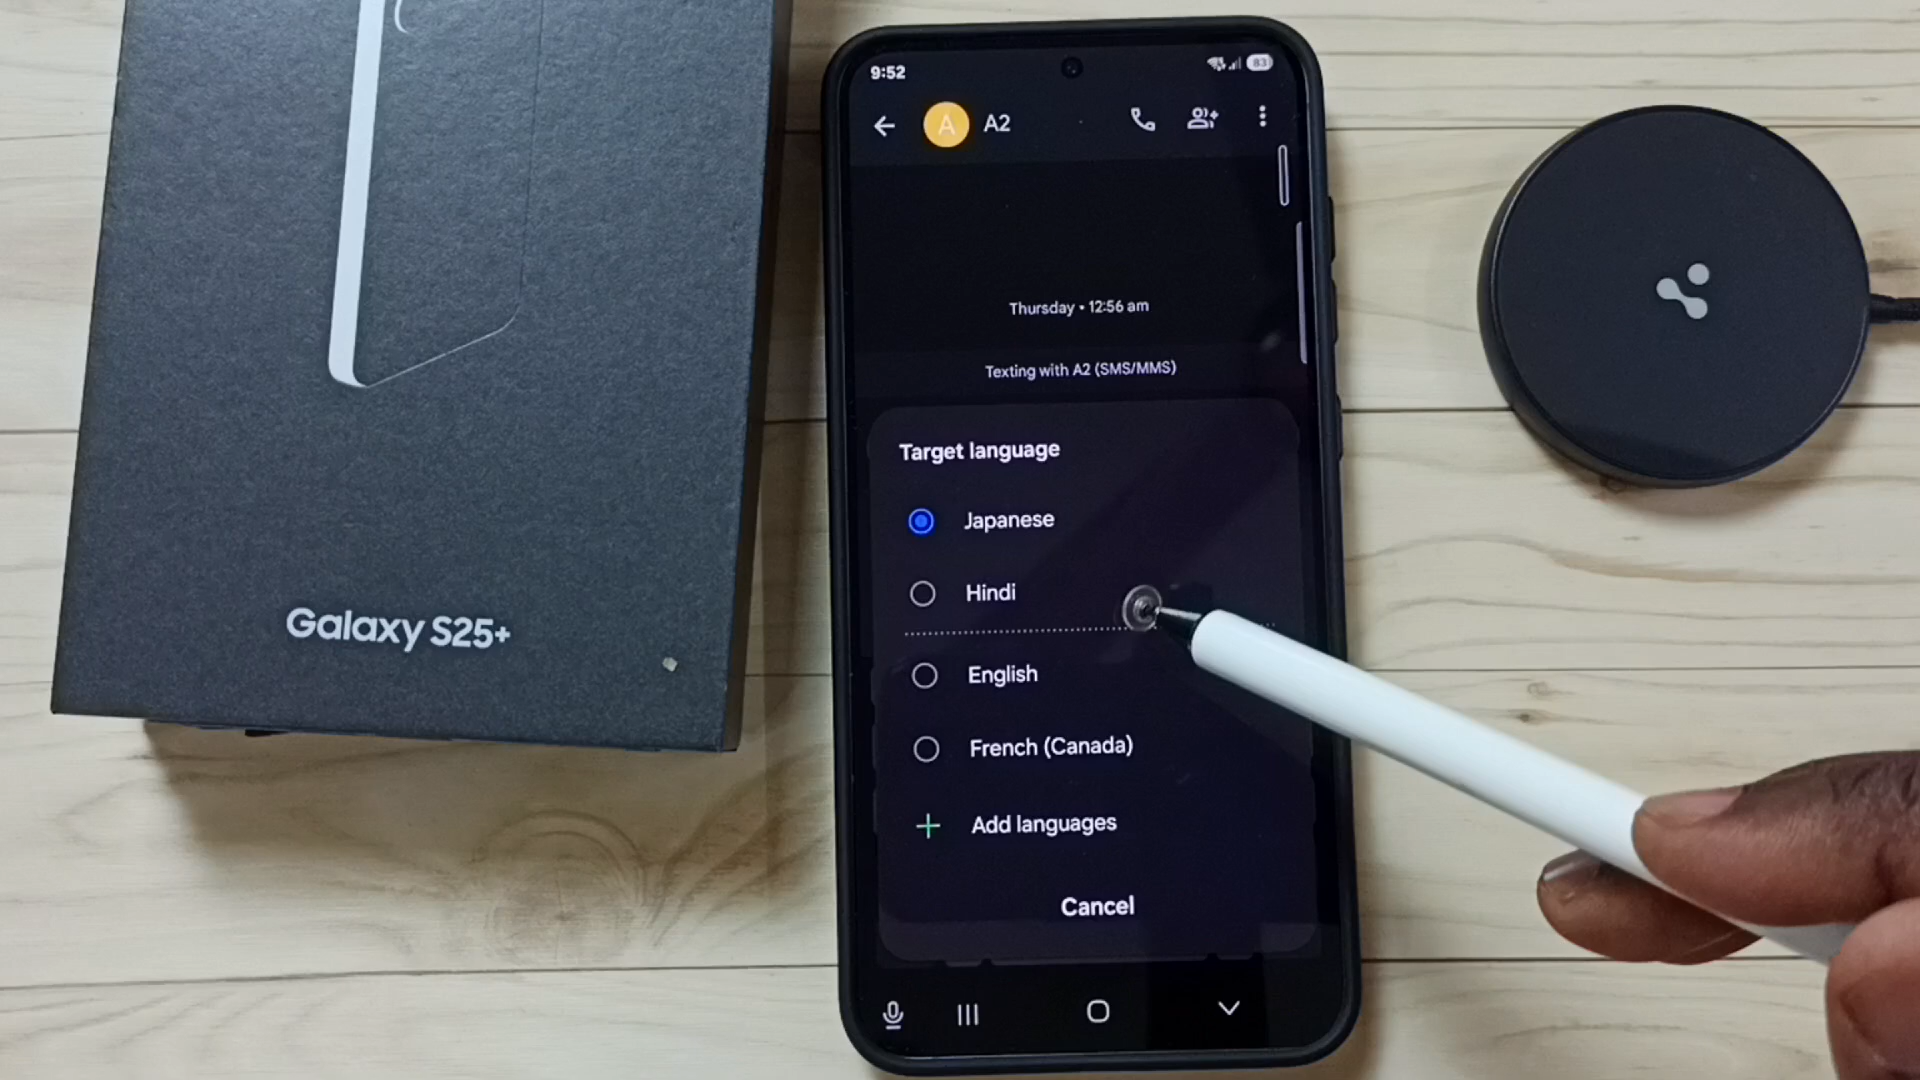 Galaxy S25+
9:52
83
A
A2
Thursday • 12:56 am
Texting with A2 (SMS/MMS)
Target language
Japanese
Hindi
English
French (Canada)
Add languages
Cancel